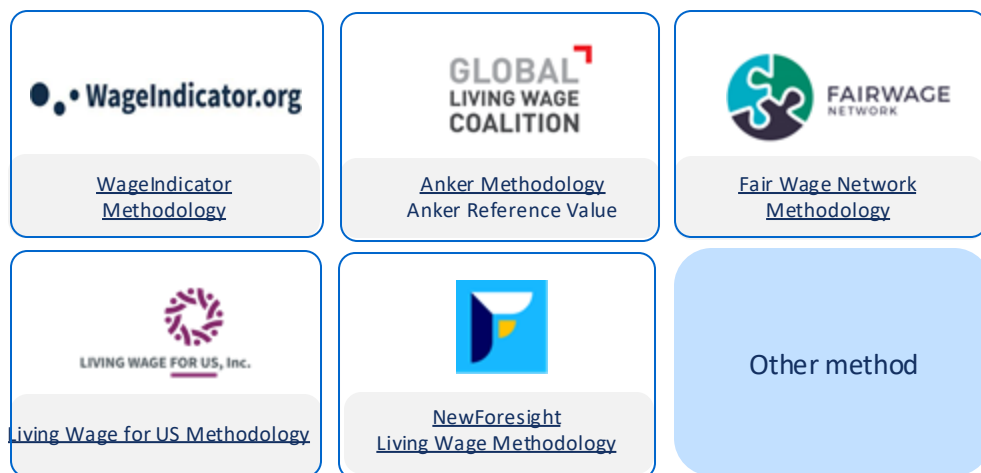 WageIndicator.org
WageIndicator
Methodology
GLOBAL
LIVING WAGE
COALITION
Anker Methodology
Anker Reference Value
FAIRWAGE
NETWORK
Fair Wage Network
Methodology
LIVING WAGE FOR US, Inc.
Living Wage for US Methodology
NewForesight
Living Wage Methodology
Other method